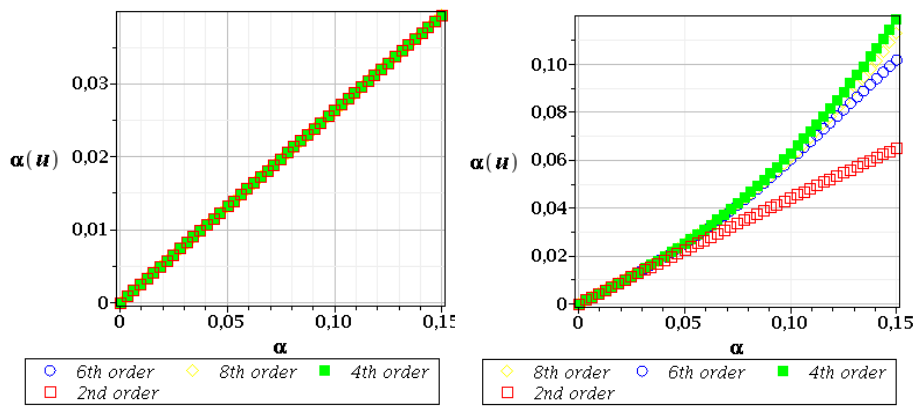 0,03
α(u) 0,02
0,01
0
0 0,05 0,10 0,15
α
6th order 8th order 4th order
2nd order
0,10
0,08
α(u) 0,06
0,04
0,02
0
0 0,05 0,10 0,15
α
8th order 6th order 4th order
2nd order